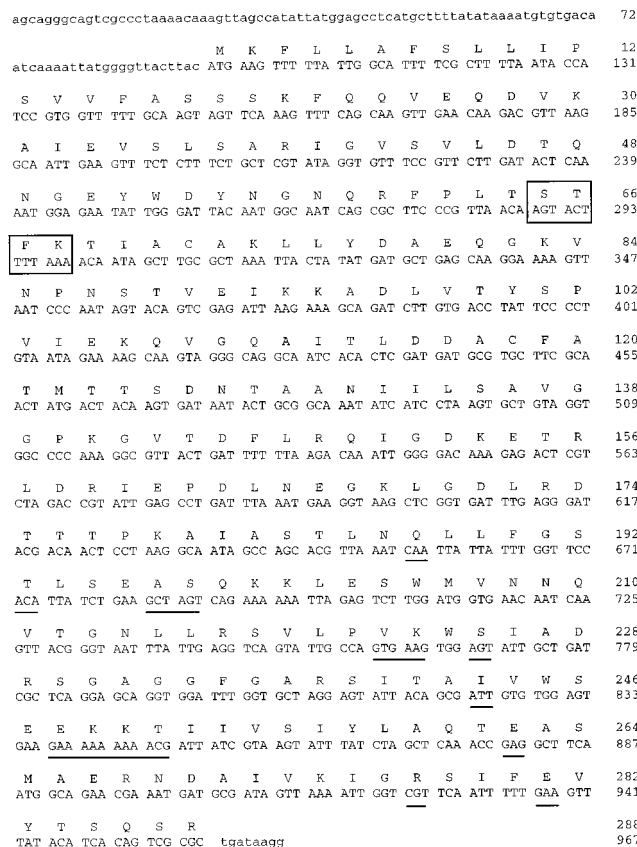 agcagggcagtcgccctaaaacaaagttagccatattatggagcctcatgcttttatataaaatgtgtgaca 72
M K F L L A F S L L I P 12
atcaaaattatggggttacttac ATG AAG TTT TTA TTG GCA TTT TCG CTT TTA ATA CCA 131
S V V F A S S S K F Q Q V E Q D V K 30
TCC GTG GTT TTT GCA AGT AGT TCA AAG TTT CAG CAA GTT GAA CAA GAC GTT AAG 185
A I E V S L S A R I G V S V L D T Q 48
GCA ATT GAA GTT TCT CTT TCT GCT CGT ATA GGT GTT TCC GTT CTT GAT ACT CAA 239
N G E Y W D Y N G N Q R F P L T S T 66
AAT GGA GAA TAT TGG GAT TAC AAT GGC AAT CAG CGC TTC CCG TTA ACA AGT ACT 293
F K T I A C A K L L Y D A E Q G K V 84
TTT AAA ACA ATA GCT TGC GCT AAA TTA CTA TAT GAT GCT GAG CAA GGA AAA GTT 347
N P N S T V E I K K A D L V T Y S P 102
AAT CCC AAT AGT ACA GTC GAG ATT AAG AAA GCA GAT CTT GTG ACC TAT TCC CCT 401
V I E K Q V G Q A I T L D D A C F A 120
GTA ATA GAA AAG CAA GTA GGG CAG GCA ATC ACA CTC GAT GAT GCG TGC TTC GCA 455
T M T T S D N T A A N I I L S A V G 138
ACT ATG ACT ACA AGT GAT AAT ACT GCG GCA AAT ATC ATC CTA AGT GCT GTA GGT 509
G P K G V T D F L R Q I G D K E T R 156
GGC CCC AAA GGC GTT ACT GAT TTT TTA AGA CAA ATT GGG GAC AAA GAG ACT CGT 563
L D R I E P D L N E G K L G D L R D 174
CTA GAC CGT ATT GAG CCT GAT TTA AAT GAA GGT AAG CTC GGT GAT TTG AGG GAT 617
T T T P K A I A S T L N Q L L F G S 192
ACG ACA ACT CCT AAG GCA ATA GCC AGC ACG TTA AAT CAA TTA TTA TTT GGT TCC 671
T L S E A S Q K K L E S W M V N N Q 210
ACA TTA TCT GAA GCT AGT CAG AAA AAA TTA GAG TCT TGG ATG GTG AAC AAT CAA 725
V T G N L L R S V L P V K W S I A D 228
GTT ACG GGT AAT TTA TTG AGG TCA GTA TTG CCA GTG AAG TGG AGT ATT GCT GAT 779
R S G A G G F G A R S I T A I V W S 246
CGC TCA GGA GCA GGT GGA TTT GGT GCT AGG AGT ATT ACA GCG ATT GTG TGG AGT 833
E E K K T I I V S I Y L A Q T E A S 264
GAA GAA AAA AAA ACG ATT ATC GTA AGT ATT TAT CTA GCT CAA ACC GAG GCT TCA 887
M A E R N D A I V K I G R S I F E V 282
ATG GCA GAA CGA AAT GAT GCG ATA GTT AAA ATT GGT CGT TCA ATT TTT GAA GTT 941
Y T S Q S R 288
TAT ACA TCA CAG TCG CGC tgataagg 967